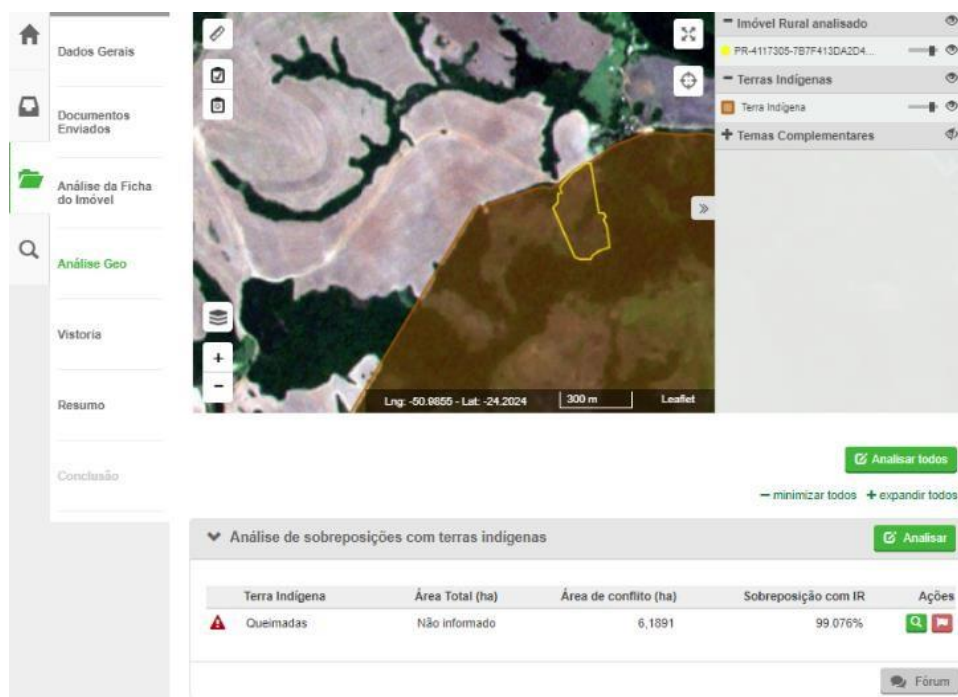 Dados Gerais
Documentos
Enviados
Análise da Ficha
do Imóvel
Análise Geo
Vistoria
Resumo
Conclusão
Imóvel Rural analisado
PR-4117305-7B7F413DA2D4...
Terras Indígenas
Terra Indígena
Temas Complementares
Lng: -50.9855 - Lat: -24.2024
300 m
Leaflet
Analisar todos
minimizar todos expandir todos
Análise de sobreposições com terras indígenas
Analisar
Terra Indígena Área Total (ha) Área de conflito (ha) Sobreposição com IR Ações
Queimadas Não informado 6,1891 99.076%
Fórum